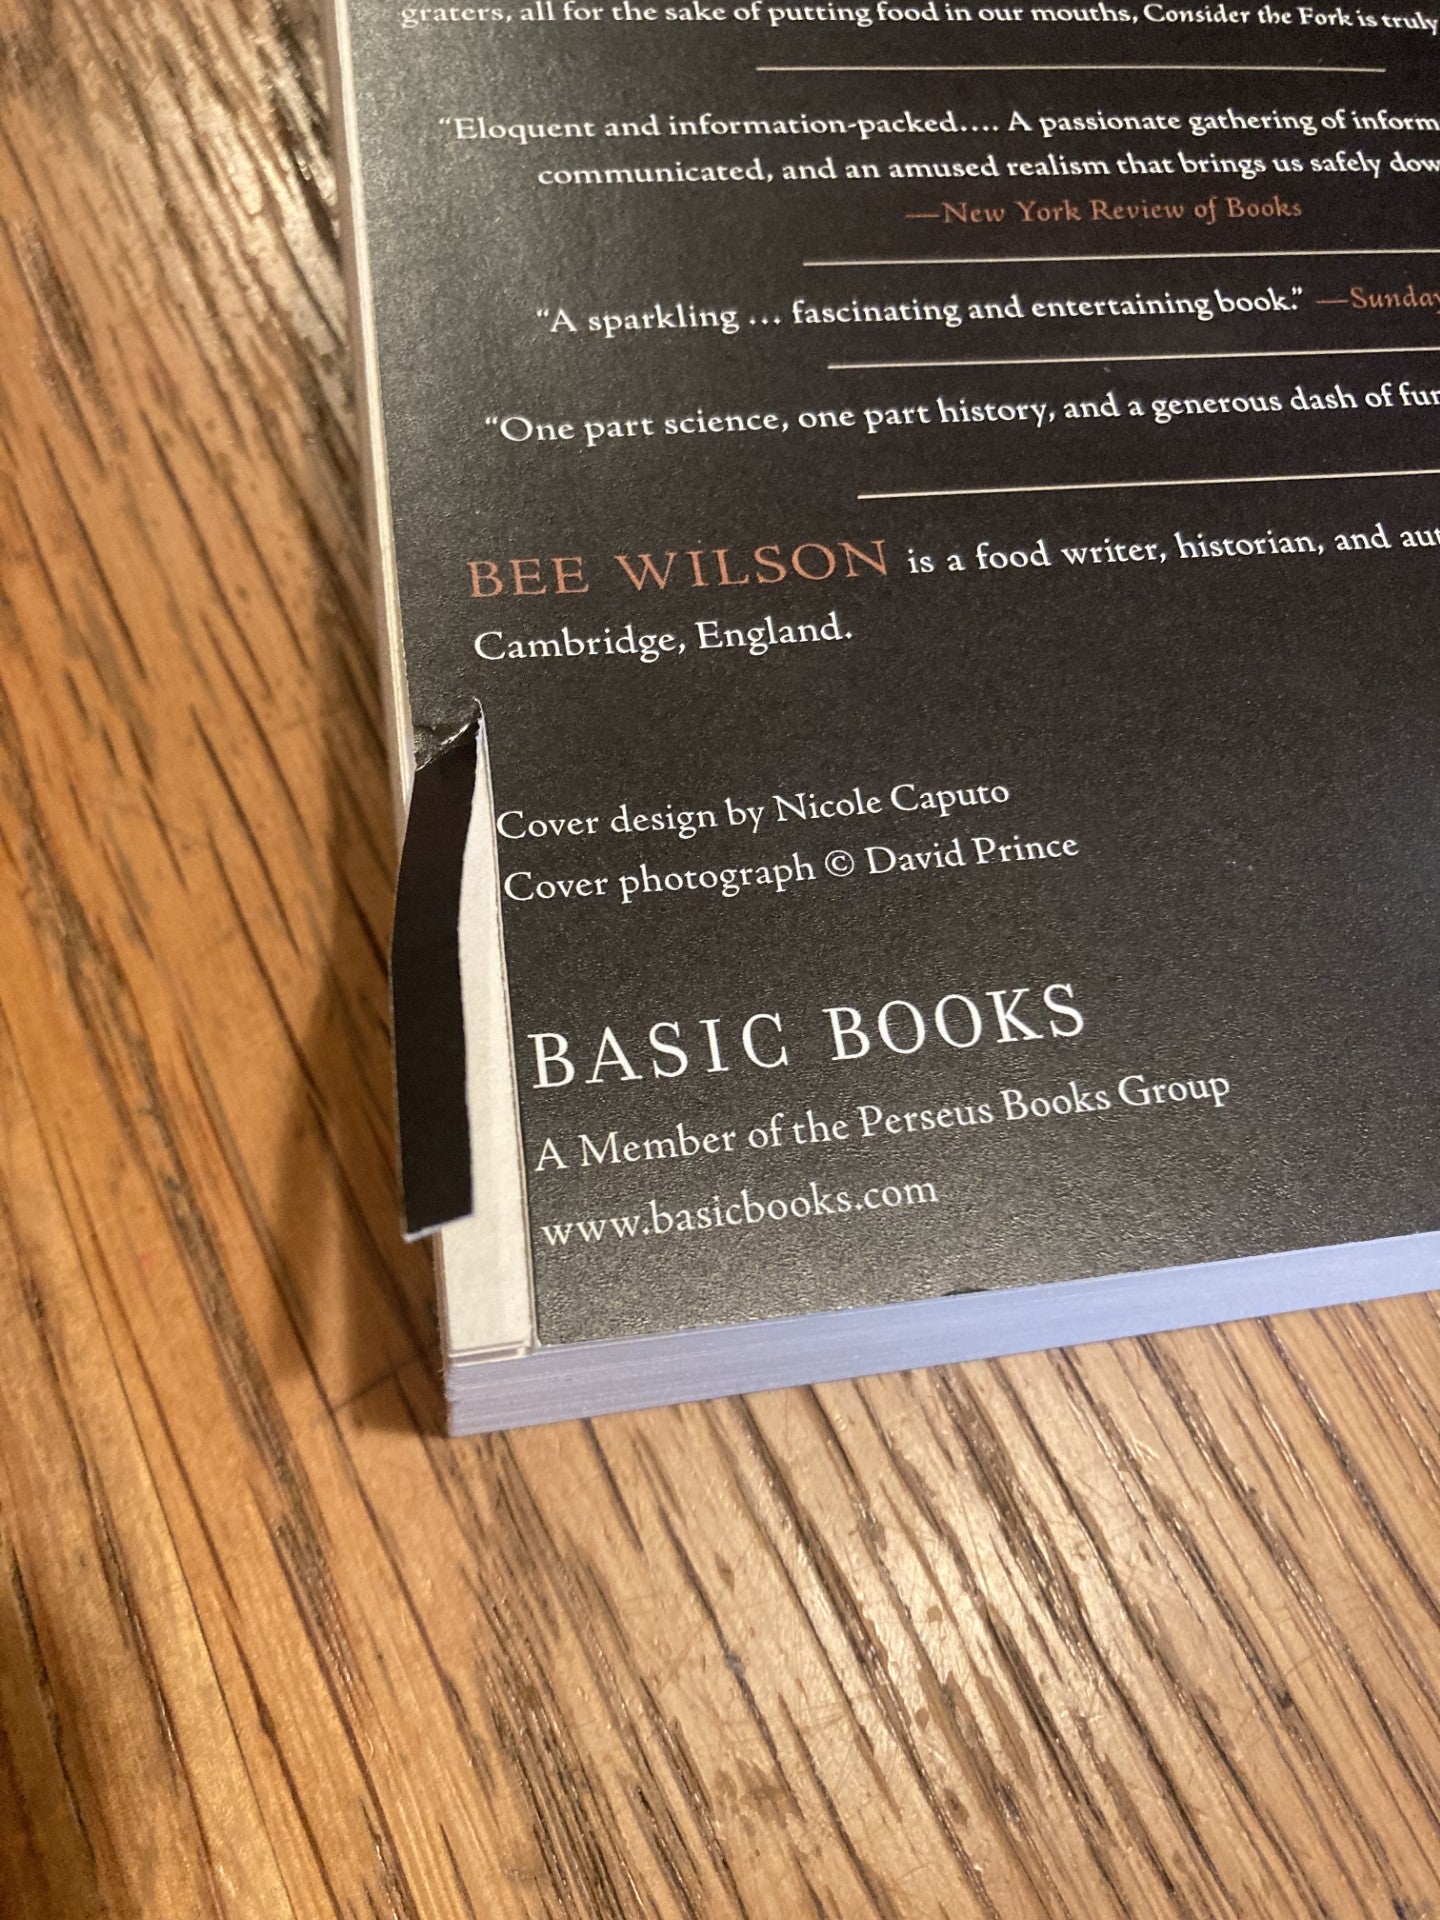 graters, all for the sake of putting food in our mouths, Consider the Fork is truly
“Eloquent and information-packed.... A passionate gathering of inform
communicated, and an amused realism that brings us safely dow
—New York Review of Books
“A sparkling ... fascinating and entertaining book.” —Sunday
“One part science, one part history, and a generous dash of fun
BEE WILSON is a food writer, historian, and aut
Cambridge, England.
Cover design by Nicole Caputo
Cover photograph © David Prince
BASIC BOOKS
A Member of the Perseus Books Group
www.basicbooks.com